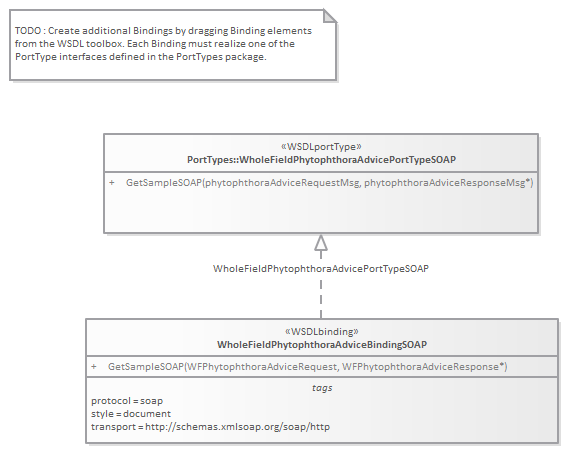 TODO : Create additional Bindings by dragging Binding elements
from the WSDL toolbox. Each Binding must realize one of the
PortType interfaces defined in the PortTypes package.
«WSDLportType»
PortTypes::WholeFieldPhytophthoraAdvicePortTypeSOAP
+ GetSampleSOAP(phytophthoraAdviceRequestMsg, phytophthoraAdviceResponseMsg*)
WholeFieldPhytophthoraAdvicePortTypeSOAP
«WSDLbinding»
WholeFieldPhytophthoraAdviceBindingSOAP
+ GetSampleSOAP(WFPhytophthoraAdviceRequest, WFPhytophthoraAdviceResponse*)
tags
protocol = soap
style = document
transport = http://schemas.xmlsoap.org/soap/http